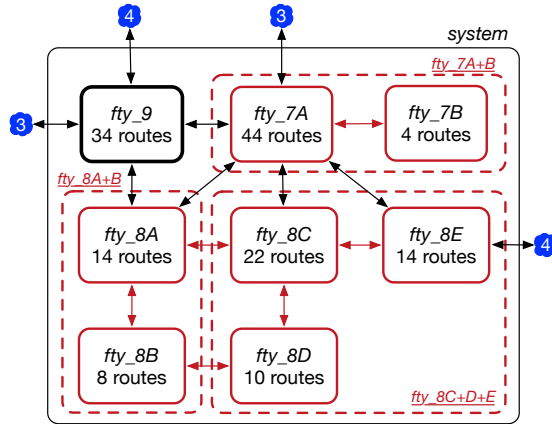 4
3
system
fty_7A+B
fty_9
34 routes
fty_7A
44 routes
fty_7B
4 routes
3
fty_8A+B
fty_8A
14 routes
fty_8C
22 routes
fty_8E
14 routes
4
fty_8B
8 routes
fty_8D
10 routes
fty_8C+D+E